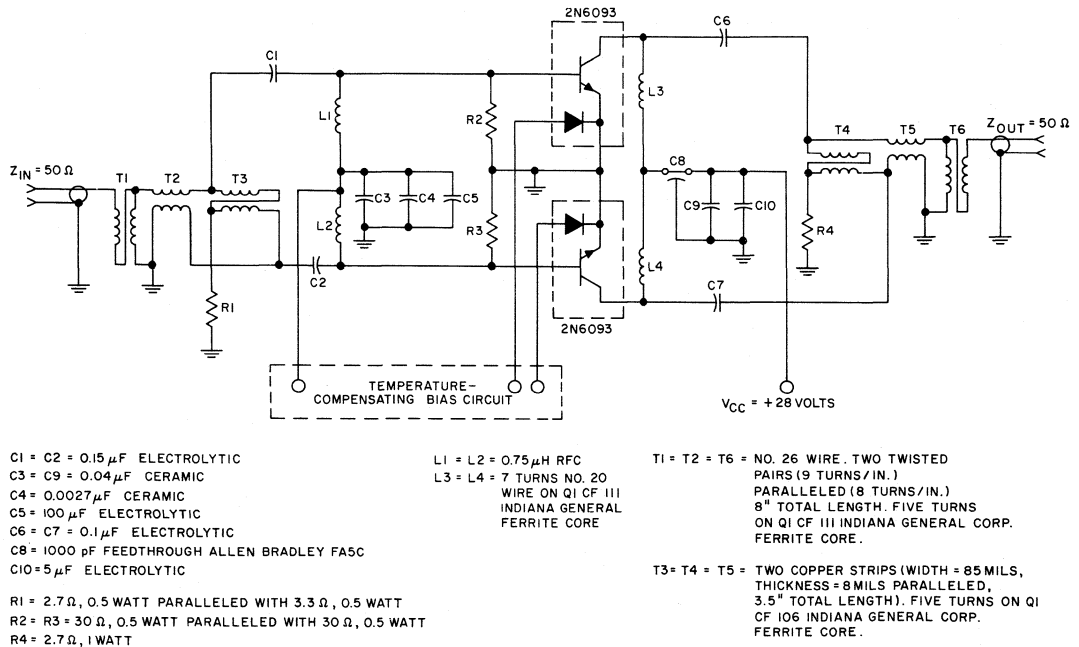 2N6093
C6
C1
L1
R2
L3
Z_IN = 50 Ω
T1
T2
T3
C3
C4
C5
C8
C9
C10
T4
T5
T6
Z_OUT = 50 Ω
L2
R3
L4
R4
C2
R1
C7
2N6093
TEMPERATURE-
COMPENSATING BIAS CIRCUIT
V_CC = +28 VOLTS
C1 = C2 = 0.15 μF ELECTROLYTIC
C3 = C9 = 0.04 μF CERAMIC
C4 = 0.0027 μF CERAMIC
C5 = 100 μF ELECTROLYTIC
C6 = C7 = 0.1 μF ELECTROLYTIC
C8 = 1000 pF FEEDTHROUGH ALLEN BRADLEY FA5C
C10 = 5 μF ELECTROLYTIC
R1 = 2.7 Ω, 0.5 WATT PARALLELED WITH 3.3 Ω, 0.5 WATT
R2 = R3 = 30 Ω, 0.5 WATT PARALLELED WITH 30 Ω, 0.5 WATT
R4 = 2.7 Ω, 1 WATT
L1 = L2 = 0.75 μH RFC
L3 = L4 = 7 TURNS NO. 20
WIRE ON Q1 CF 111
INDIANA GENERAL
FERRITE CORE
T1 = T2 = T6 = NO. 26 WIRE. TWO TWISTED
PAIRS (9 TURNS/IN.)
PARALLELED (8 TURNS/IN.)
8" TOTAL LENGTH. FIVE TURNS
ON Q1 CF 111 INDIANA GENERAL CORP.
FERRITE CORE.
T3 = T4 = T5 = TWO COPPER STRIPS (WIDTH = 85 MILS,
THICKNESS = 8 MILS PARALLELED,
3.5" TOTAL LENGTH). FIVE TURNS ON Q1
CF 106 INDIANA GENERAL CORP.
FERRITE CORE.